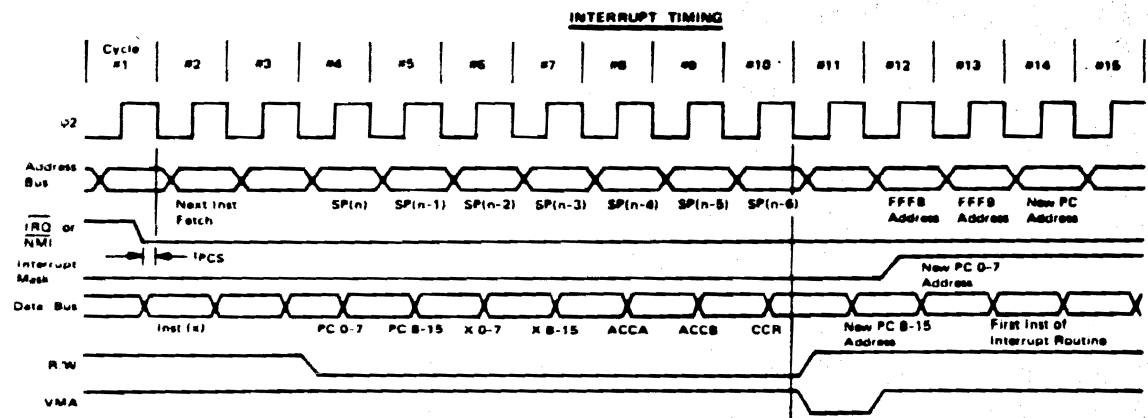 INTERRUPT TIMING
Cycle
#1 #2 #3 #4 #5 #6 #7 #8 #9 #10 #11 #12 #13 #14 #15
φ2
Address
Bus
Next Inst
Fetch
SP(n) SP(n-1) SP(n-2) SP(n-3) SP(n-4) SP(n-5) SP(n-6)
FFF8
Address
FFF9
Address
New PC
Address
IRQ or
NMI
tPCS
Interrupt
Mask
New PC 0-7
Address
Data Bus
Inst (x) PC 0-7 PC 8-15 X 0-7 X 8-15 ACCA ACCB CCR
New PC 8-15
Address
First Inst of
Interrupt Routine
R/W
VMA